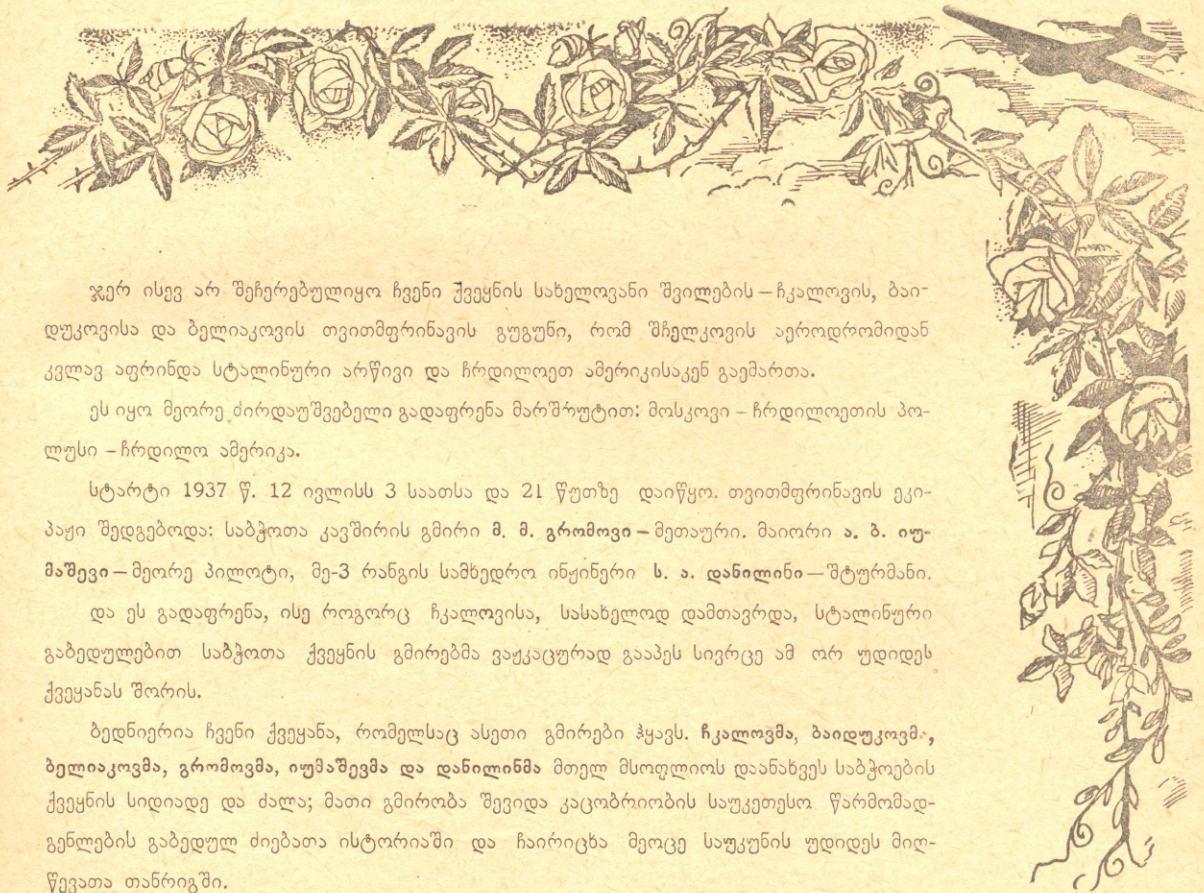 ჯერ ისევ არ შეჩერებულიყო ჩვენი ქვეყნის სახელოვანი შვილების – ჩკალოვის, ბაი-
დუკოვისა და ბელიაკოვის თვითმფრინავის გუგუნი, რომ შჩელკოვის აეროდრომიდან
კვლავ აფრინდა სტალინური არწივი და ჩრდილოეთ ამერიკისაკენ გაემართა.
ეს იყო მეორე ძირდაუშვებელი გადაფრენა მარშრუტით: მოსკოვი – ჩრდილოეთის პო-
ლუსი – ჩრდილო ამერიკა.
სტარტი 1937 წ. 12 ივლისს 3 საათსა და 21 წუთზე დაიწყო. თვითმფრინავის ეკი-
პაჟი შედგებოდა: საბჭოთა კავშირის გმირი მ. მ. გრომოვი – მეთაური. მაიორი ა. ბ. იუ-
მაშევი – მეორე პილოტი, მე-3 რანგის სამხედრო ინჟინერი ს. ა. დანილინი — შტურმანი.
და ეს გადაფრენა, ისე როგორც ჩკალოვისა, სასახელოდ დამთავრდა, სტალინური
გაბედულებით საბჭოთა ქვეყნის გმირებმა ვაჟკაცურად გააპეს სივრცე ამ ორ უდიდეს
ქვეყანას შორის.
ბედნიერია ჩვენი ქვეყანა, რომელსაც ასეთი გმირები ჰყავს. ჩკალოვმა, ბაიდუკოვმა,
ბელიაკოვმა, გრომოვმა, იუმაშევმა და დანილინმა მთელ მსოფლიოს დაანახვეს საბჭოების
ქვეყნის სიდიადე და ძალა; მათი გმირობა შევიდა კაცობრიობის საუკეთესო წარმომად-
გენლების გაბედულ ძიებათა ისტორიაში და ჩაირიცხა მეოცე საუკუნის უდიდეს მიღ-
წევათა თანრიგში.